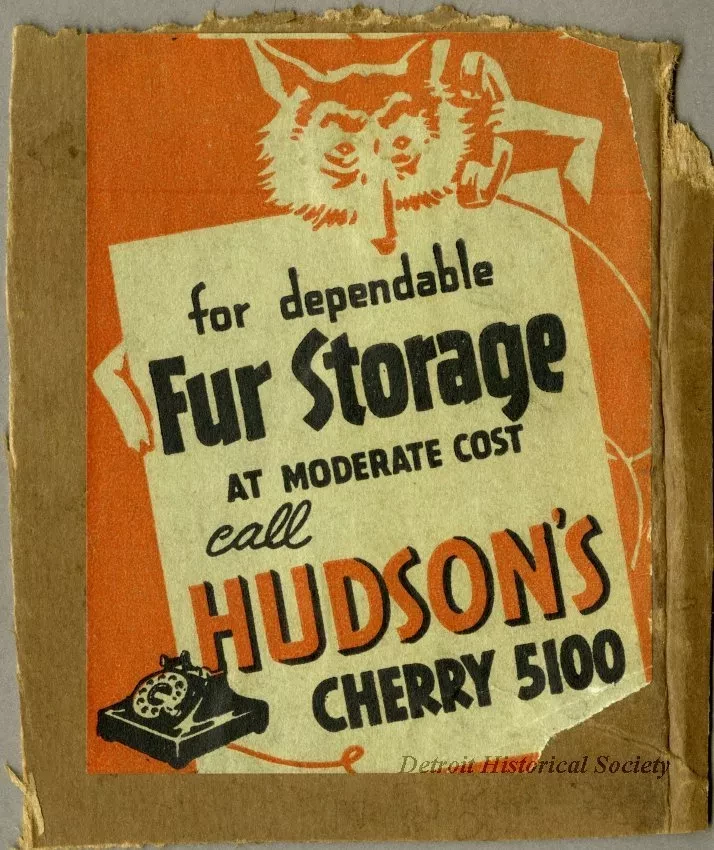 for dependable
Fur Storage
AT MODERATE COST
call
HUDSON'S
CHERRY 5100
Detroit Historical Society